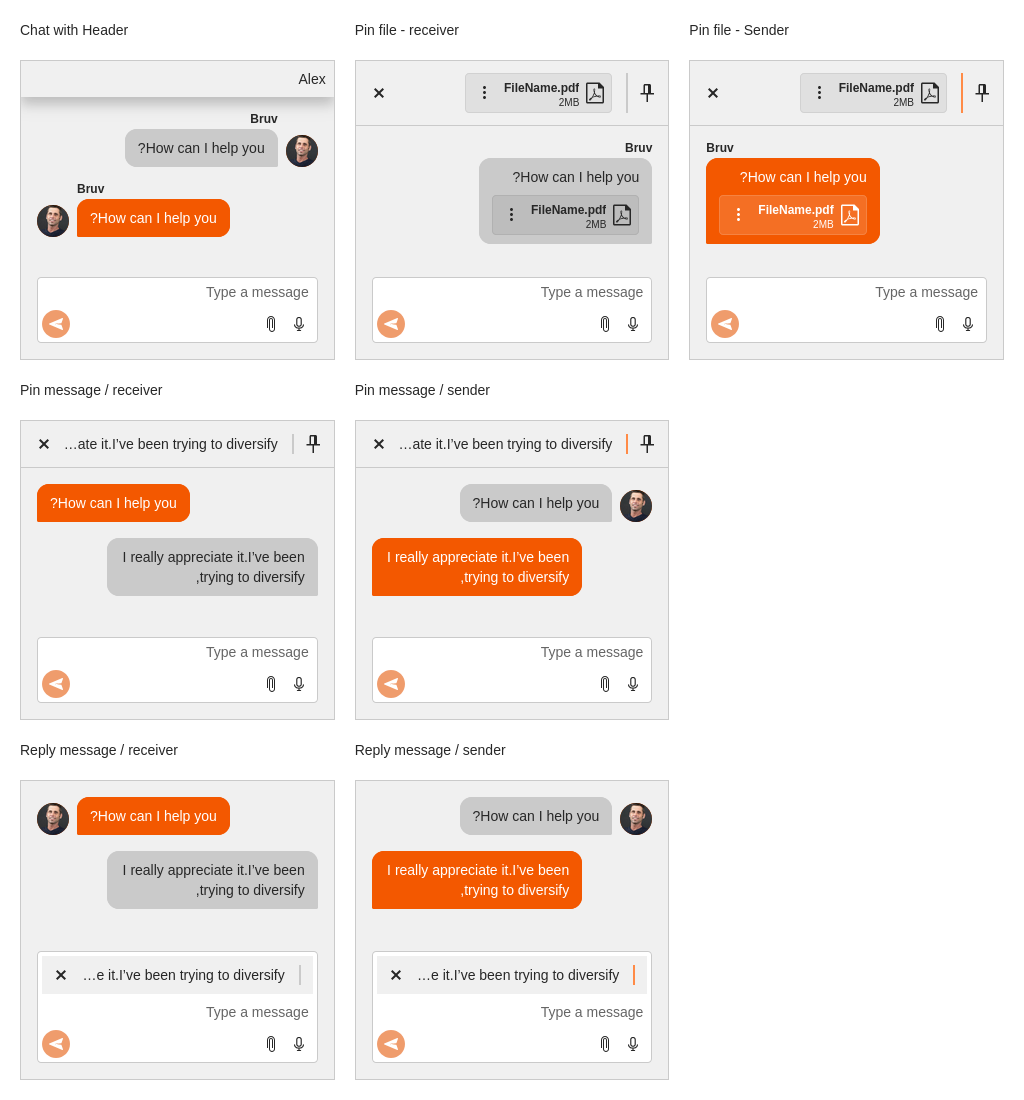 Chat with Header
Pin file - receiver
Pin file - Sender
Alex
Bruv
?How can I help you
Bruv
?How can I help you
Type a message
FileName.pdf
2MB
Bruv
?How can I help you
FileName.pdf
2MB
Type a message
FileName.pdf
2MB
Bruv
?How can I help you
FileName.pdf
2MB
Type a message
Pin message / receiver
Pin message / sender
…ate it.I’ve been trying to diversify
?How can I help you
I really appreciate it.I’ve been
,trying to diversify
Type a message
…ate it.I’ve been trying to diversify
?How can I help you
I really appreciate it.I’ve been
,trying to diversify
Type a message
Reply message / receiver
Reply message / sender
?How can I help you
I really appreciate it.I’ve been
,trying to diversify
…e it.I’ve been trying to diversify
Type a message
?How can I help you
I really appreciate it.I’ve been
,trying to diversify
…e it.I’ve been trying to diversify
Type a message